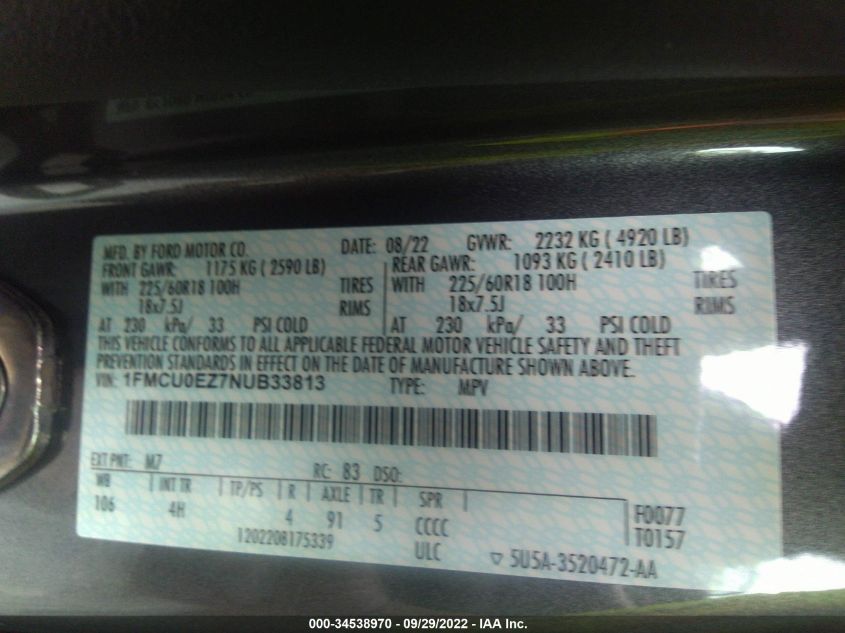 MFD. BY FORD MOTOR CO. DATE: 08/22 GVWR: 2232 KG ( 4920 LB)
FRONT GAWR: 1175 KG ( 2590 LB) REAR GAWR: 1093 KG ( 2410 LB)
WITH 225/60R18 100H TIRES WITH 225/60R18 100H TIRES
18x7.5J RIMS 18x7.5J RIMS
AT 230 kPa/ 33 PSI COLD AT 230 kPa/ 33 PSI COLD
THIS VEHICLE CONFORMS TO ALL APPLICABLE FEDERAL MOTOR VEHICLE SAFETY AND THEFT
PREVENTION STANDARDS IN EFFECT ON THE DATE OF MANUFACTURE SHOWN ABOVE.
VIN: 1FMCU0EZ7NUB33813 TYPE: MPV
EXT PNT: M7 RC: 83 DSO:
WB INT TR TP/PS R AXLE TR SPR
106 4H 4 91 5 CCCC F0077
1202208175339 ULC T0157
5U5A-3520472-AA
000-34538970 - 09/29/2022 - IAA Inc.